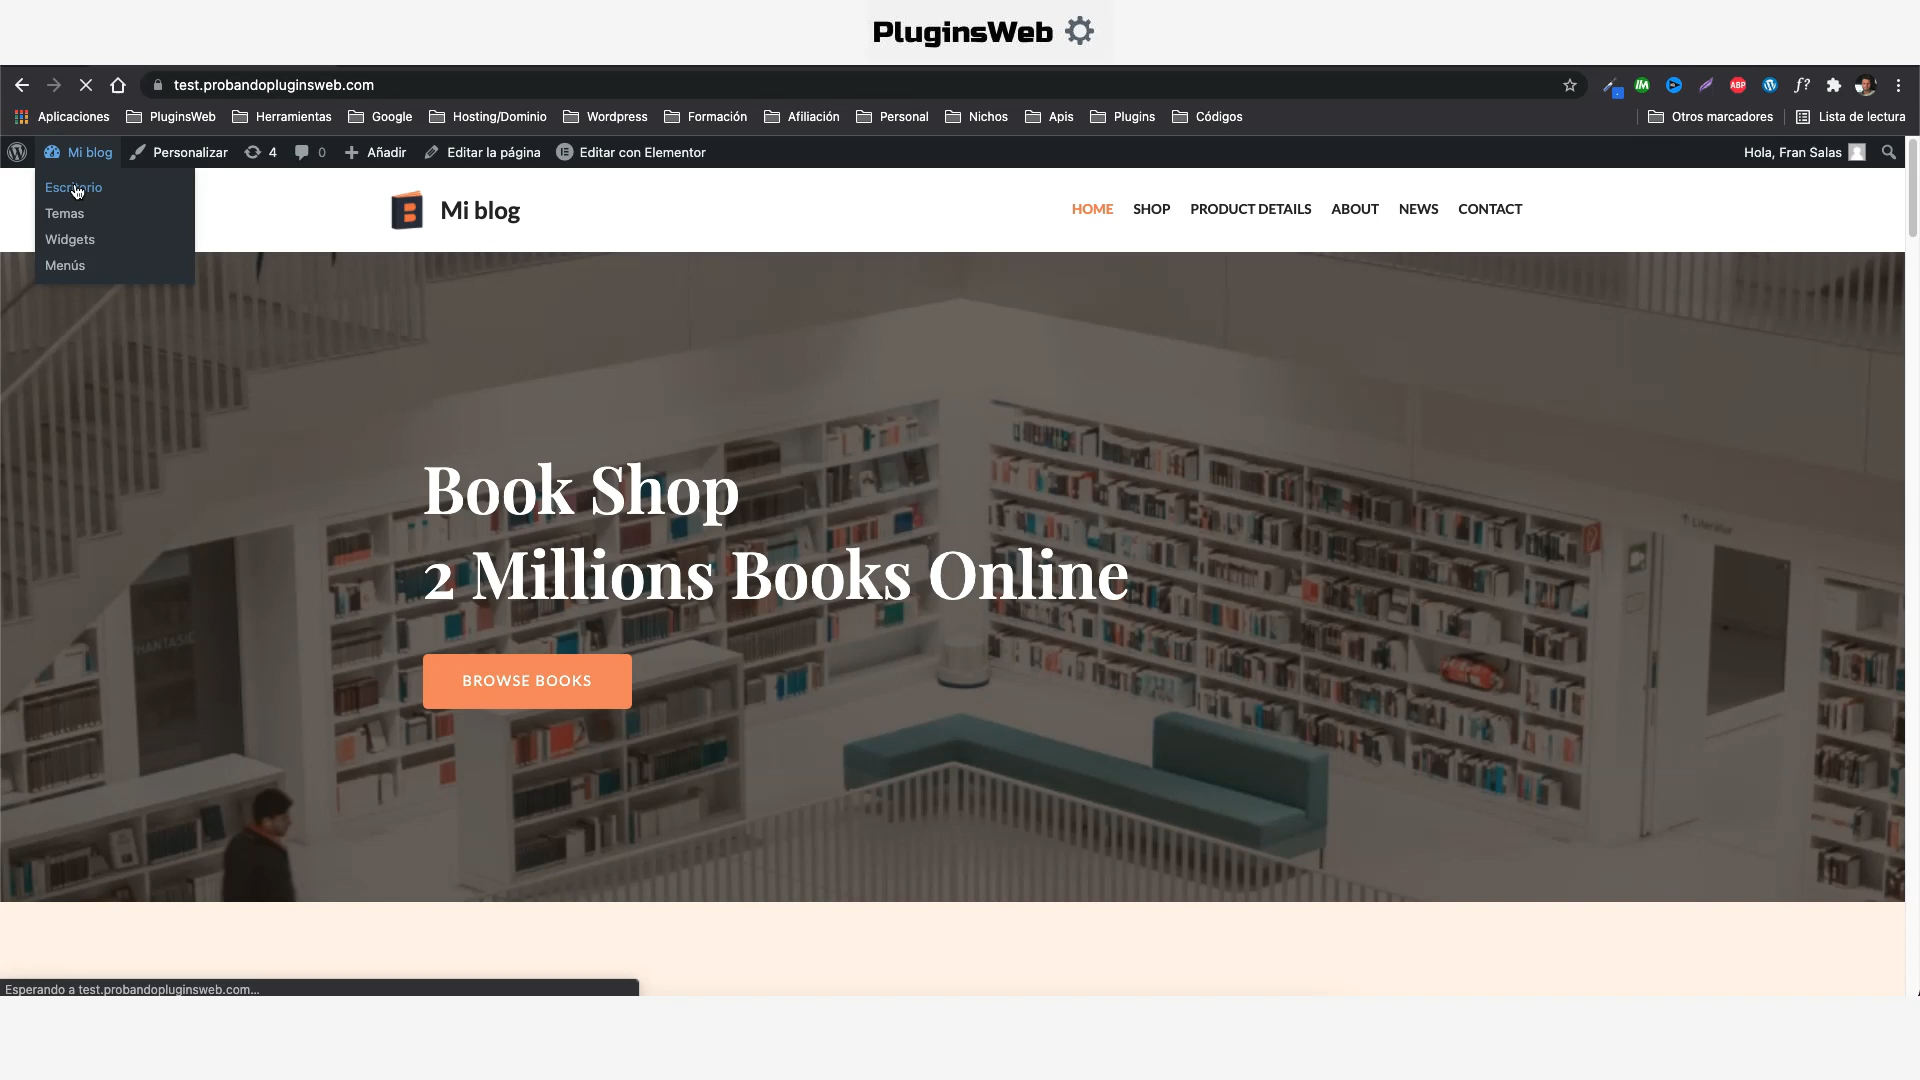 PluginsWeb
test.probandopluginsweb.com
Aplicaciones PluginsWeb Herramientas Google Hosting/Dominio Wordpress Formación Afiliación Personal Nichos Apis Plugins Códigos Otros marcadores Lista de lectura
Mi blog Personalizar 4 0 Añadir Editar la página Editar con Elementor Hola, Fran Salas
Escritorio
Temas
Widgets
Menús
Mi blog
HOME SHOP PRODUCT DETAILS ABOUT NEWS CONTACT
Book Shop
2 Millions Books Online
BROWSE BOOKS
Esperando a test.probandopluginsweb.com...